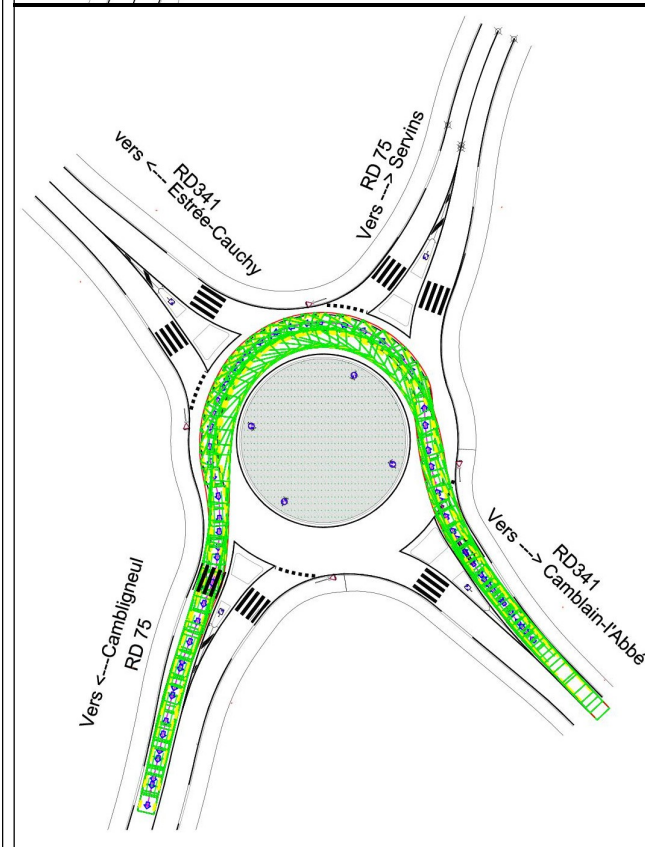 RD341
vers <---- Estrée-Cauchy
RD 75
Vers ----> Servins
RD341
Vers ---> Camblain-l'Abbé
Vers <---Cambligneul
RD 75